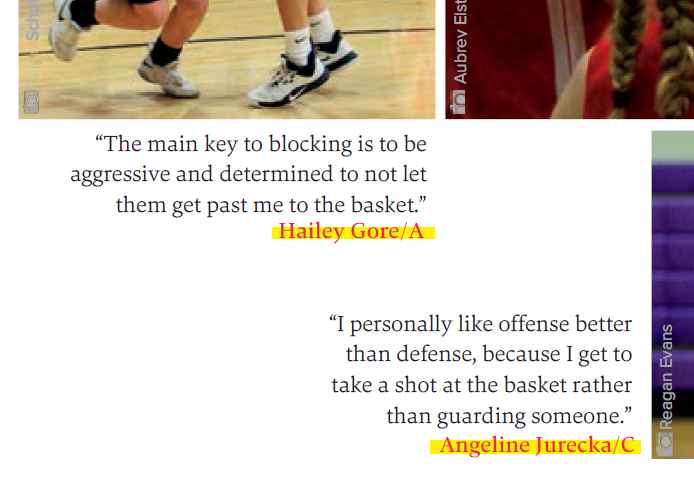 Aubrey Elst
“The main key to blocking is to be
aggressive and determined to not let
them get past me to the basket.”
Hailey Gore/A
“I personally like offense better
than defense, because I get to
take a shot at the basket rather
than guarding someone.”
Angeline Jurecka/C
Reagan Evans